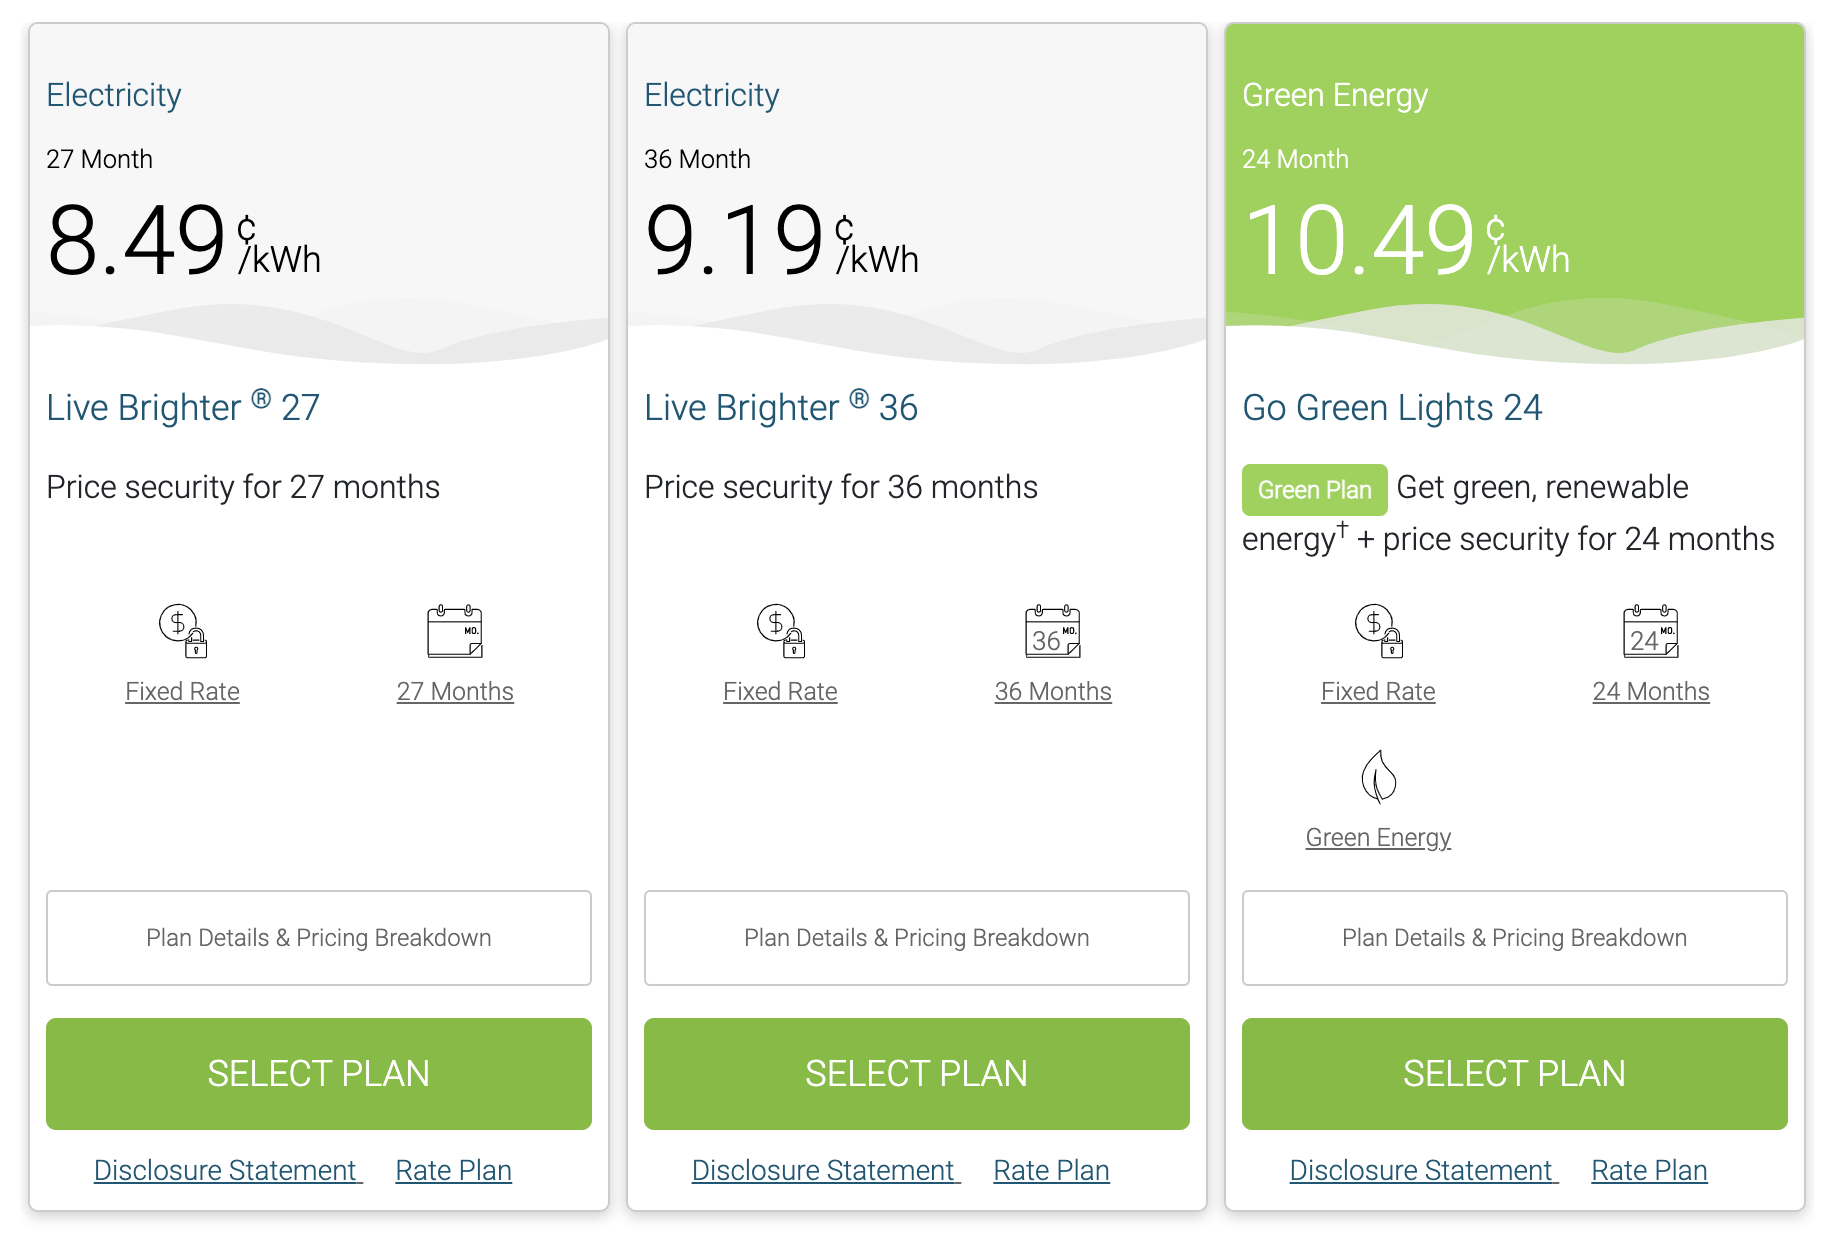 Electricity
27 Month
8.49 ¢/kWh
Live Brighter ® 27
Price security for 27 months
MO.
Fixed Rate
27 Months
Plan Details & Pricing Breakdown
SELECT PLAN
Disclosure Statement
Rate Plan
Electricity
36 Month
9.19 ¢/kWh
Live Brighter ® 36
Price security for 36 months
36 MO.
Fixed Rate
36 Months
Plan Details & Pricing Breakdown
SELECT PLAN
Disclosure Statement
Rate Plan
Green Energy
24 Month
10.49 ¢/kWh
Go Green Lights 24
Green Plan Get green, renewable
energy† + price security for 24 months
24 MO.
Fixed Rate
24 Months
Green Energy
Plan Details & Pricing Breakdown
SELECT PLAN
Disclosure Statement
Rate Plan